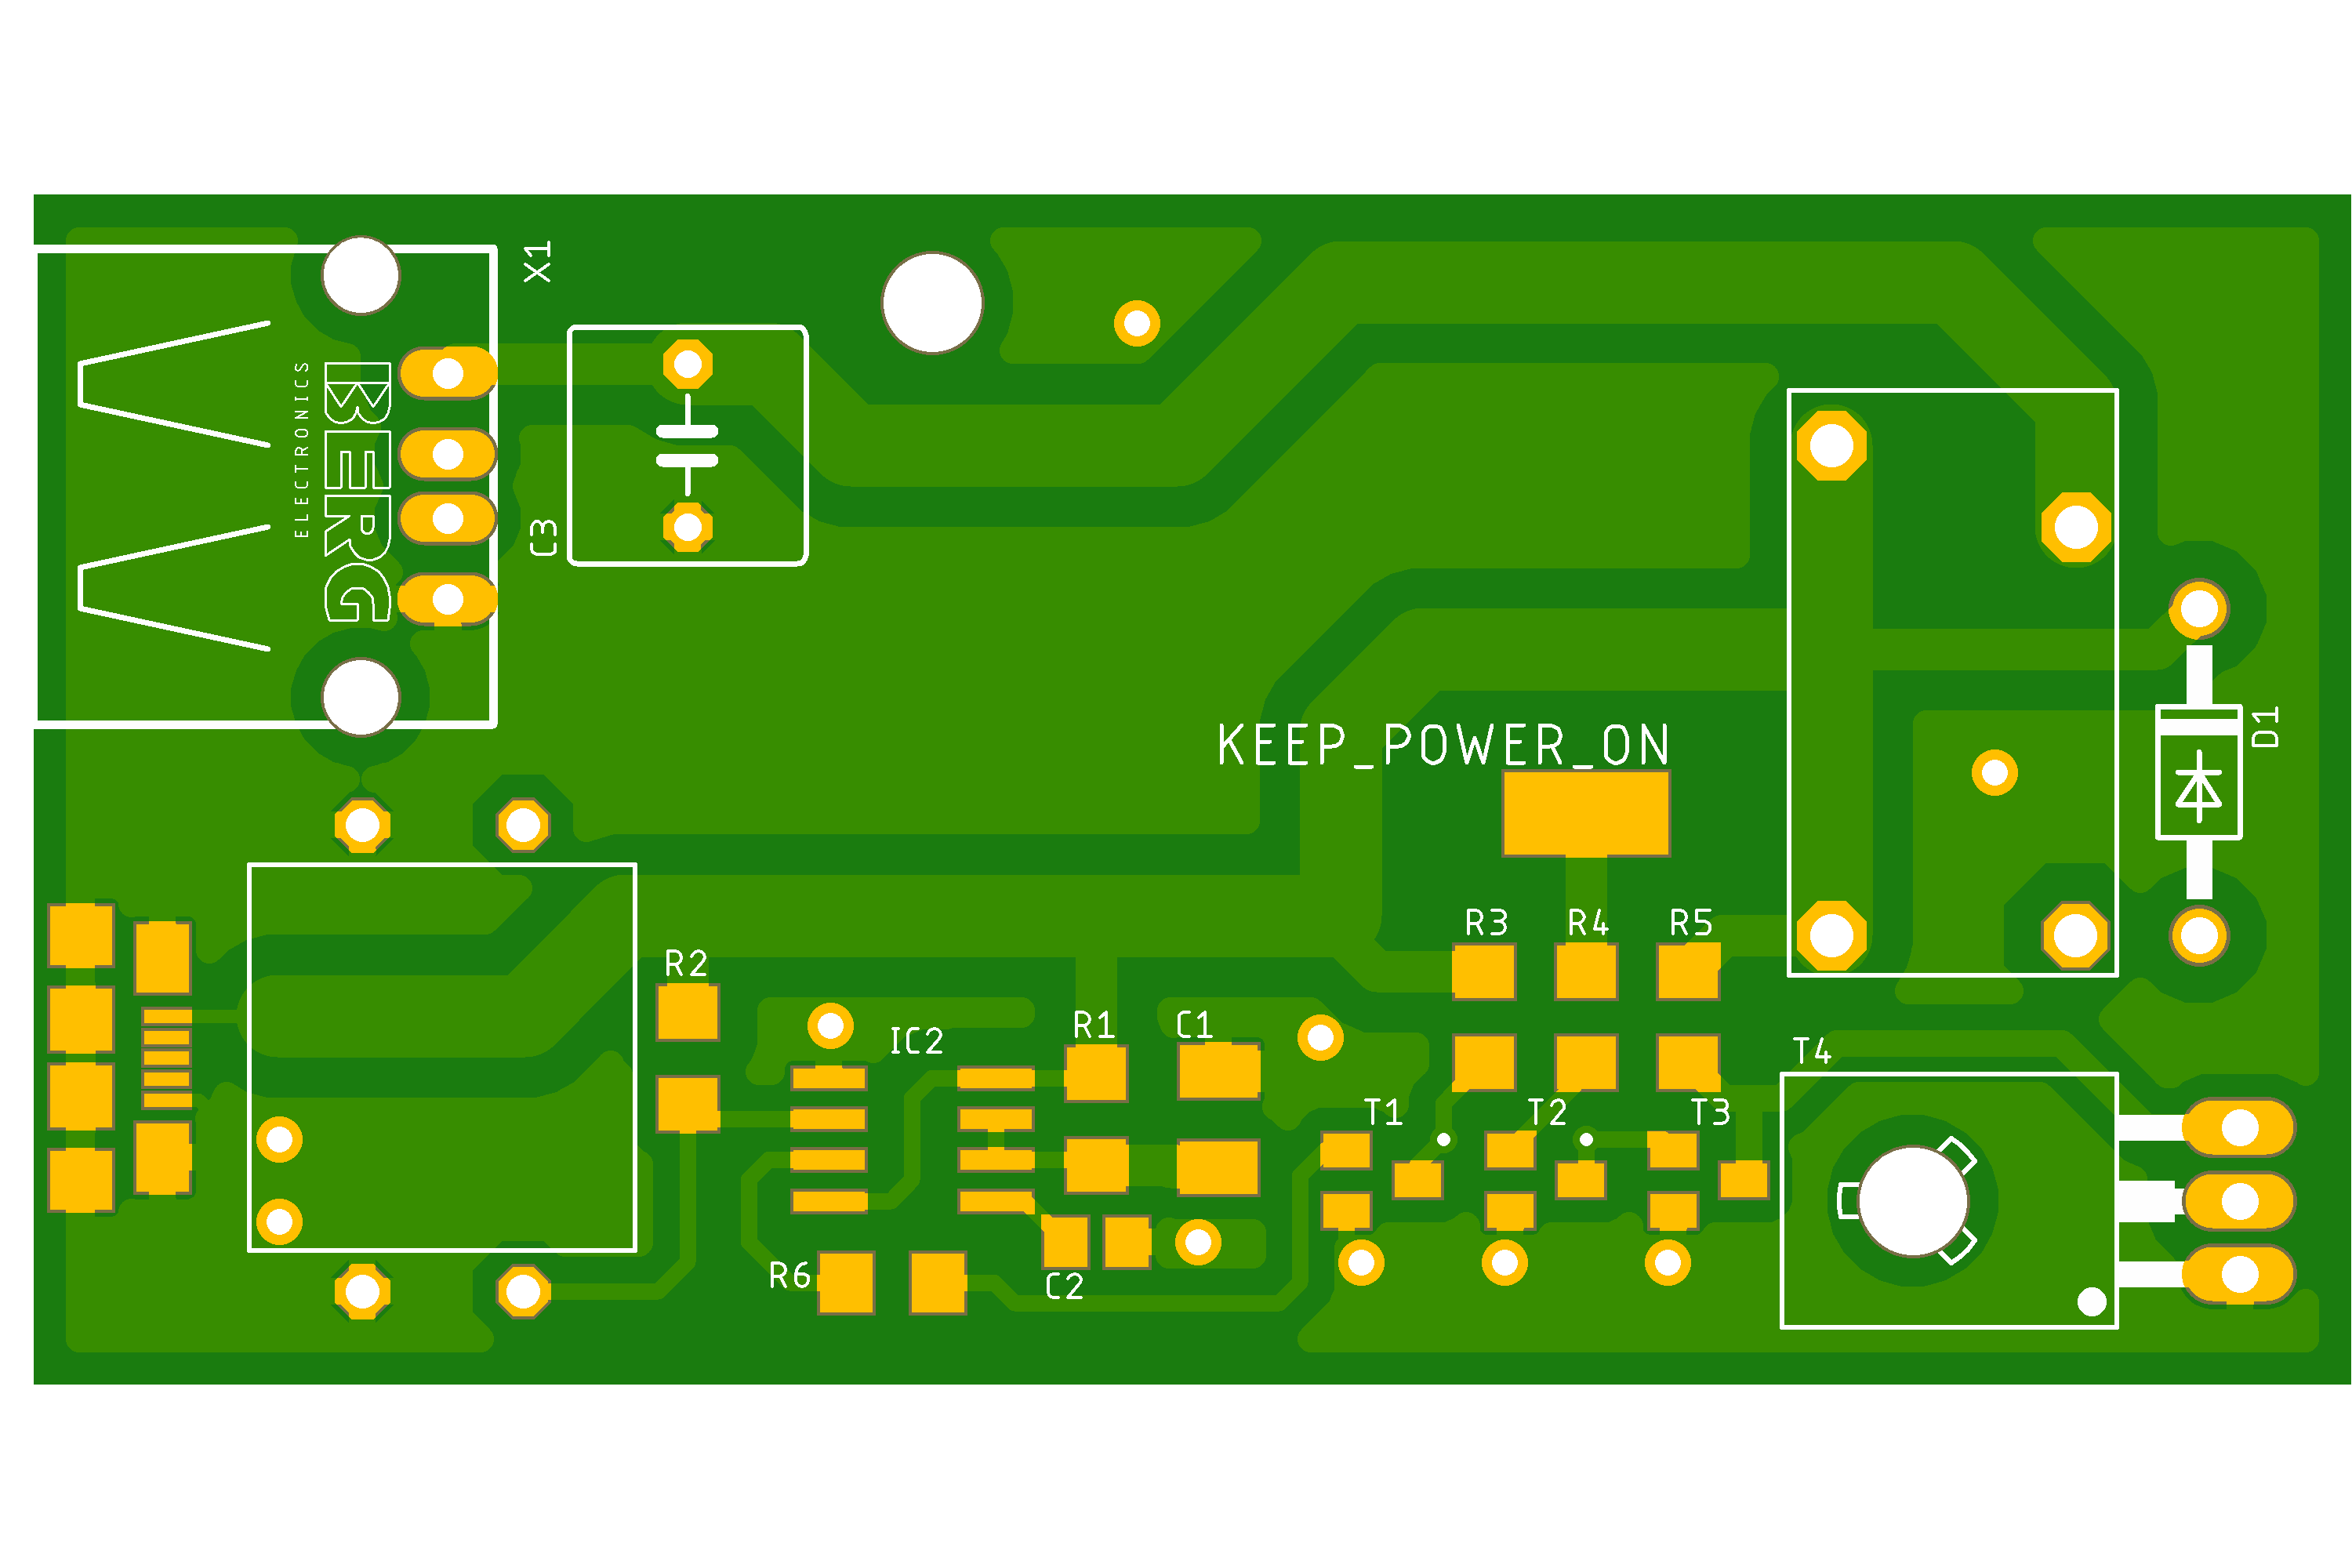 X1
BERG
ELECTRONICS
C3
KEEP_POWER_ON
D1
R3
R4
R5
R2
IC2
R1
C1
T4
T1
T2
T3
R6
C2